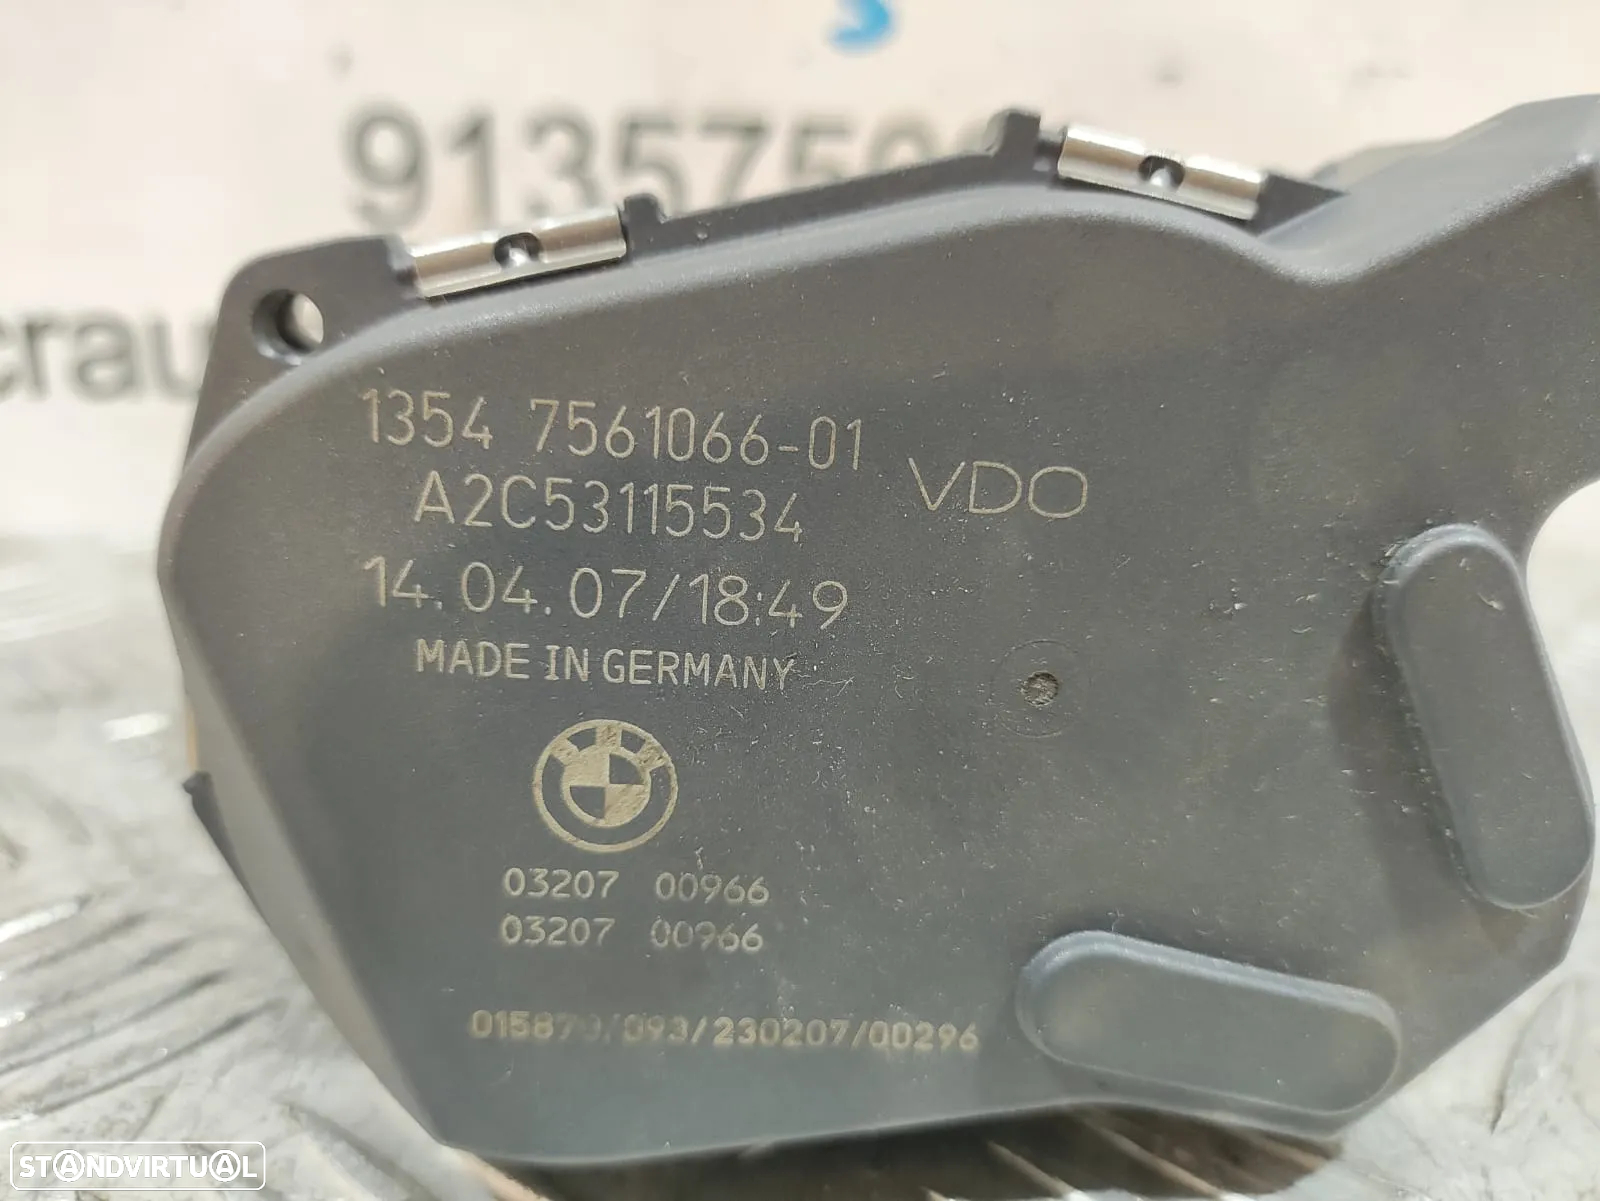 1354 7561066-01
A2C53115534
VDO
14.04.07/18:49
MADE IN GERMANY
BMW
03207 00966
03207 00966
/093/230207/00296
STANDVIRTUAL